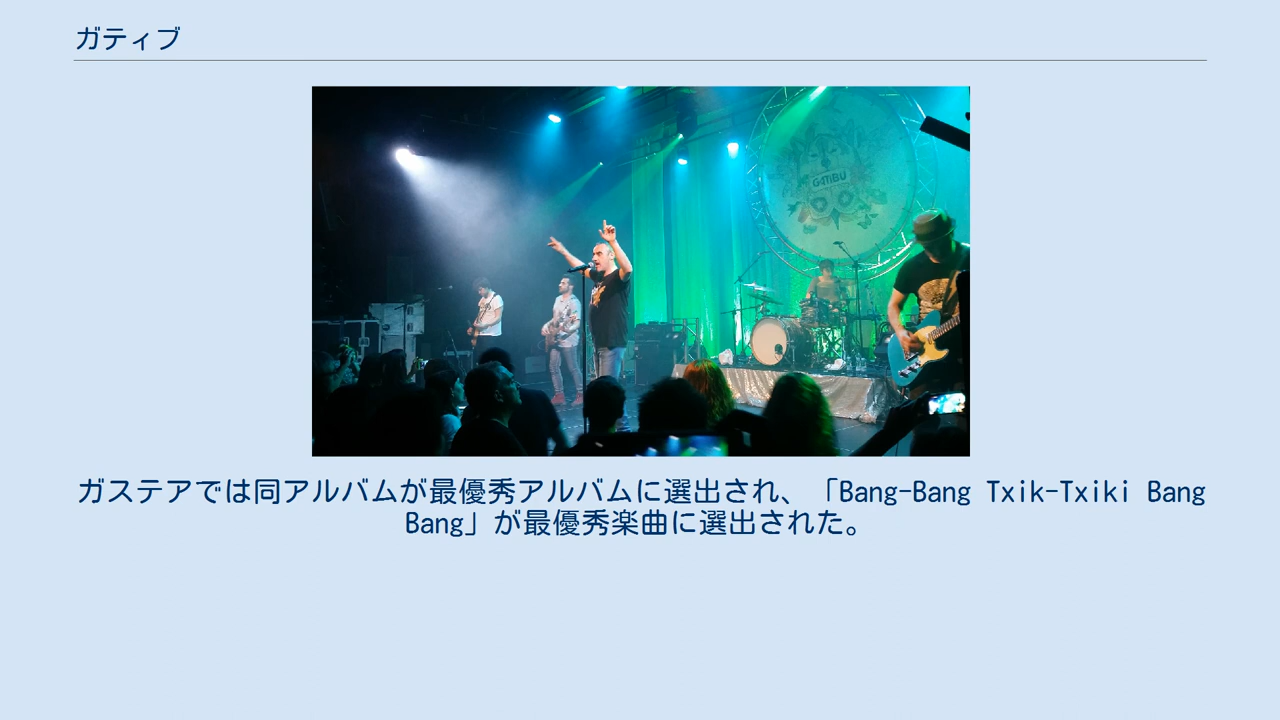 ガティブ
GATIBU
ガステアでは同アルバムが最優秀アルバムに選出され、「Bang-Bang Txik-Txiki Bang
Bang」が最優秀楽曲に選出された。